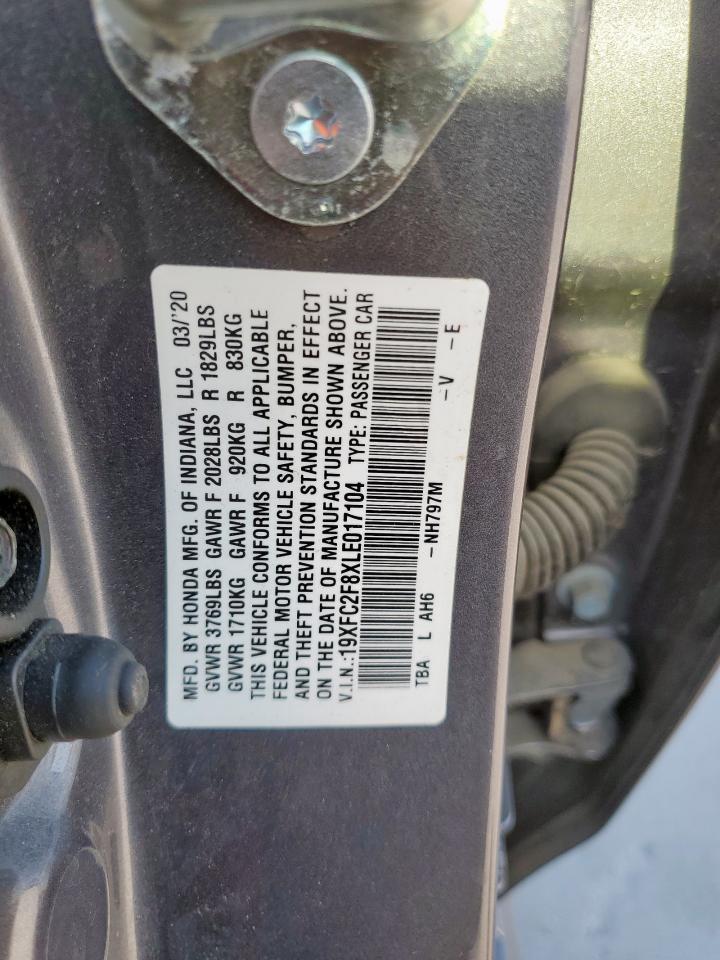 MFD. BY HONDA MFG. OF INDIANA, LLC 03/'20
GVWR 3769LBS GAWR F 2028LBS R 1829LBS
GVWR 1710KG GAWR F 920KG R 830KG
THIS VEHICLE CONFORMS TO ALL APPLICABLE
FEDERAL MOTOR VEHICLE SAFETY, BUMPER,
AND THEFT PREVENTION STANDARDS IN EFFECT
ON THE DATE OF MANUFACTURE SHOWN ABOVE.
V.I.N.:19XFC2F8XLE017104 TYPE: PASSENGER CAR
TBA L AH6 -NH797M -V -E